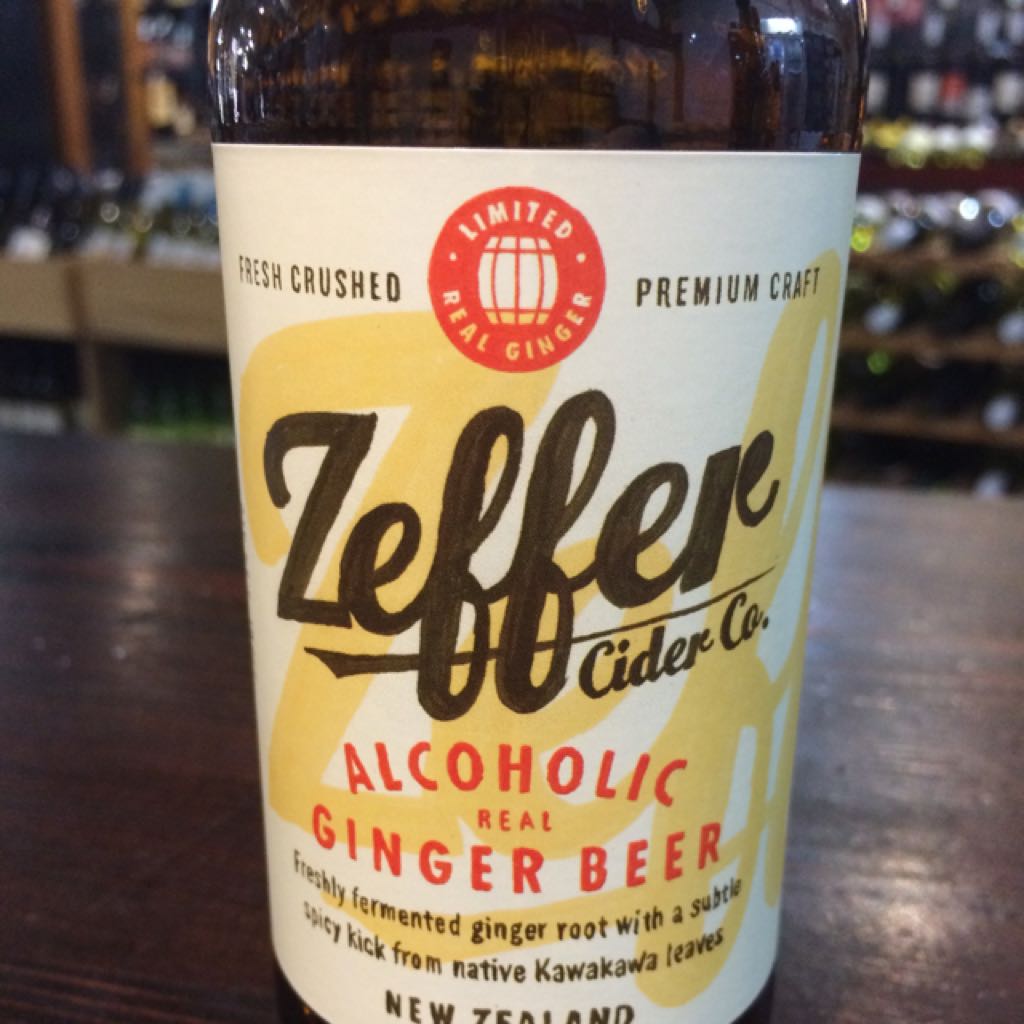 LIMITED
REAL GINGER
FRESH CRUSHED
PREMIUM CRAFT
Zeffer
Cider Co.
ALCOHOLIC
REAL
GINGER BEER
Freshly fermented ginger root with a subtle
spicy kick from native Kawakawa leaves
NEW ZEALAND